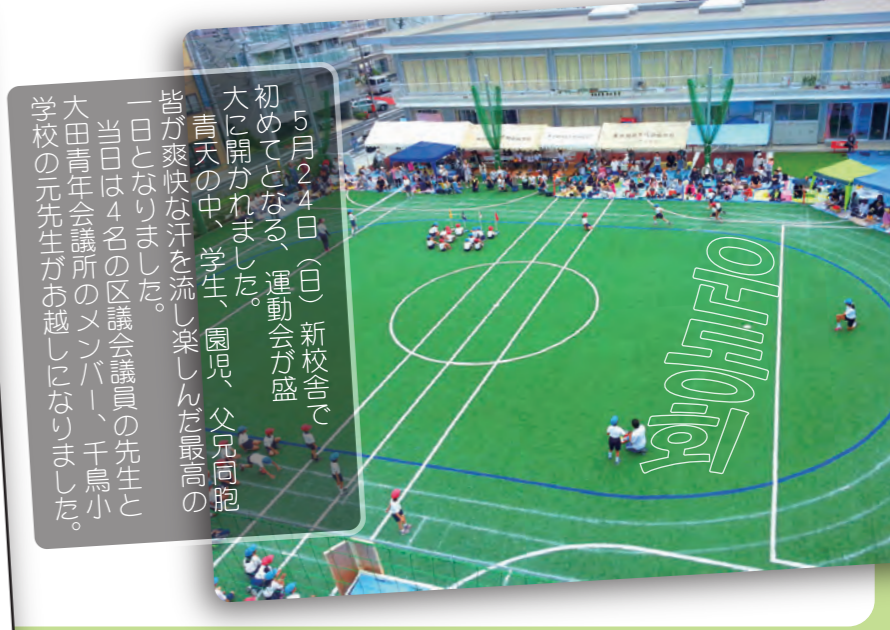 5月24日（日）新校舎で
初めてとなる、運動会が盛
大に開かれました。
青天の中、学生、園児、父兄同胞
皆が爽快な汗を流し楽しんだ最高の
一日となりました。
当日は4名の区議会議員の先生と
大田青年会議所のメンバー、千鳥小
学校の元先生がお越しになりました。
운동회